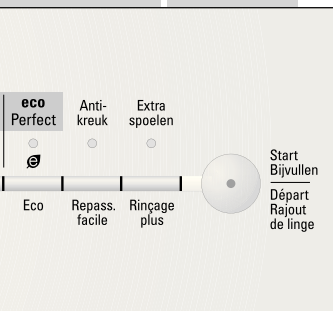 eco
Perfect
Anti-
kreuk
Extra
spoelen
Start
Bijvullen
Départ
Rajout
de linge
Eco
Repass.
facile
Rinçage
plus